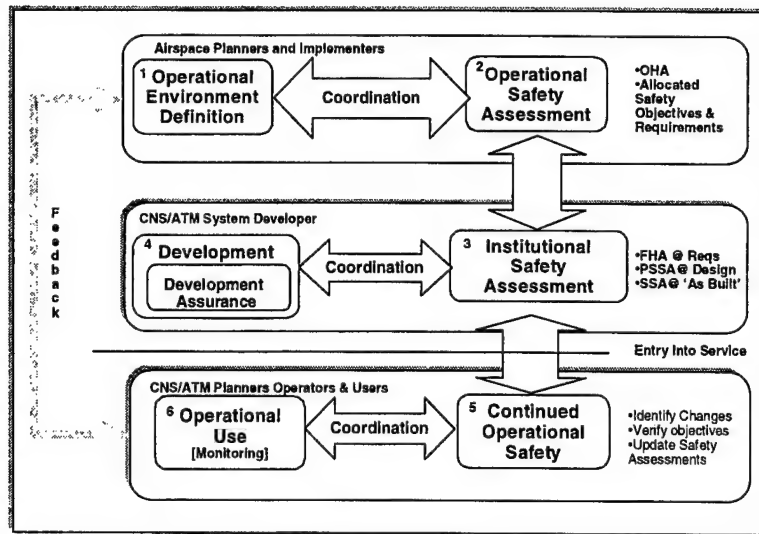 Airspace Planners and Implementers
1 Operational
Environment
Definition
Coordination
2 Operational
Safety
Assessment
•OHA
•Allocated
Safety
Objectives &
Requirements
Feedback
CNS/ATM System Developer
4 Development
Development
Assurance
Coordination
3 Institutional
Safety
Assessment
•FHA @ Reqs
•PSSA@ Design
•SSA@ 'As Built'
Entry Into Service
CNS/ATM Planners Operators & Users
6 Operational
Use
[Monitoring]
Coordination
5 Continued
Operational
Safety
•Identify Changes
•Verify objectives
•Update Safety
Assessments